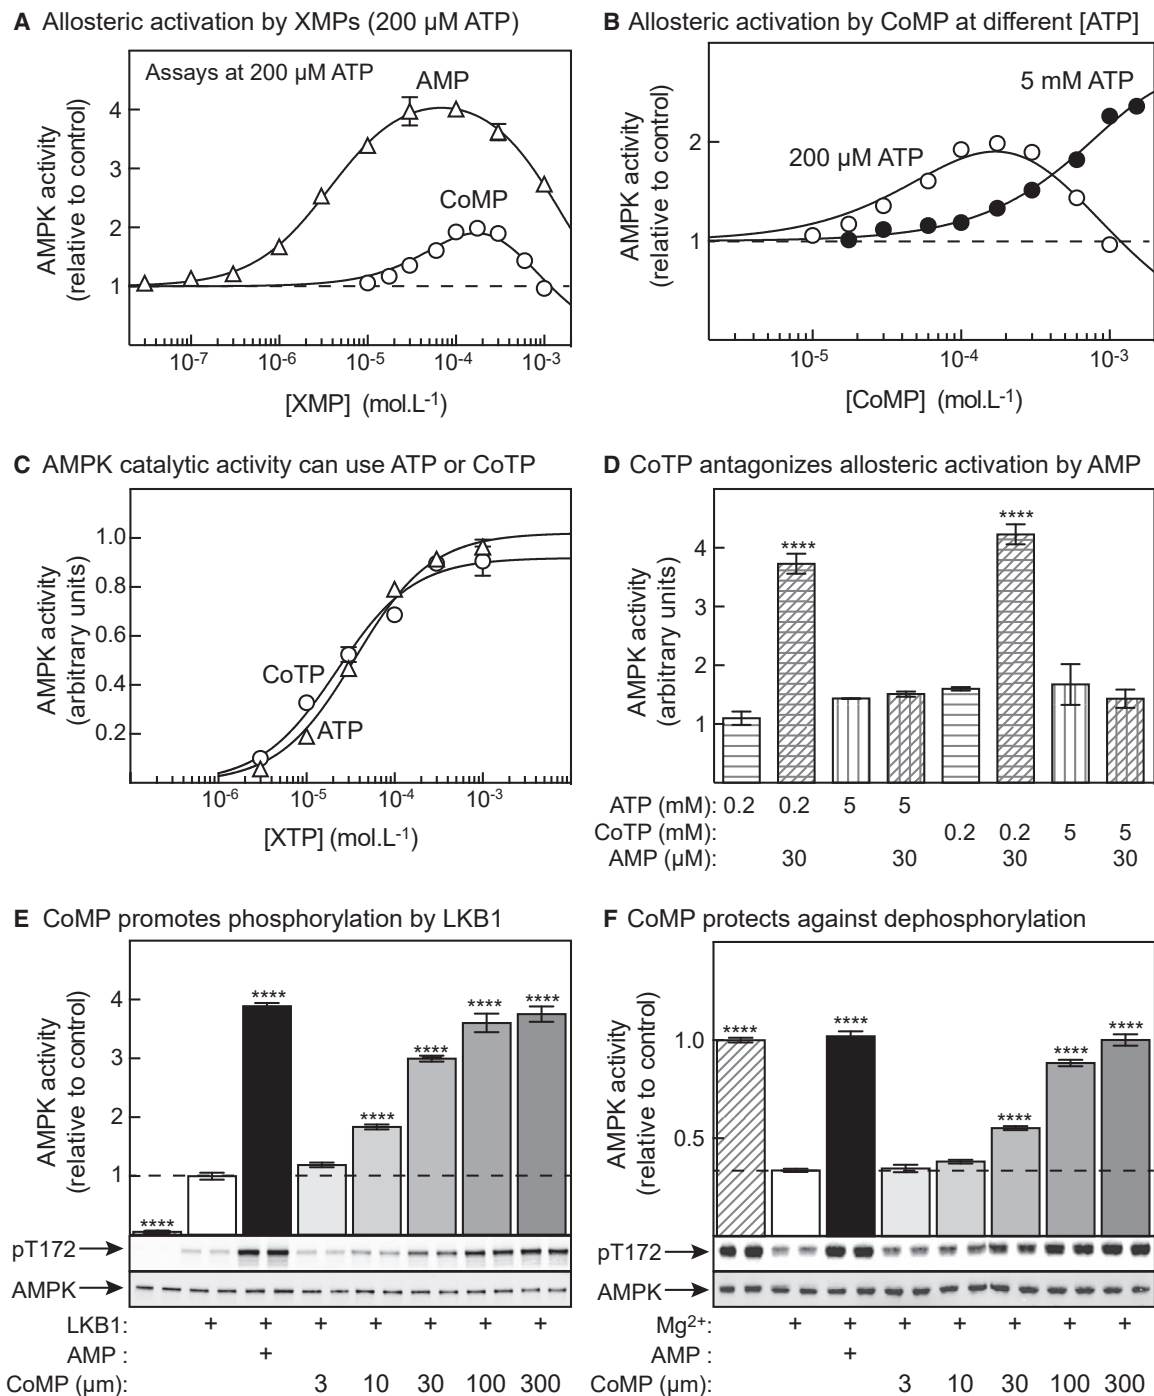 A Allosteric activation by XMPs (200 µM ATP)
Assays at 200 µM ATP
AMP
CoMP
AMPK activity
(relative to control)
4
3
2
1
10-7 10-6 10-5 10-4 10-3
[XMP] (mol.L-1)
B Allosteric activation by CoMP at different [ATP]
5 mM ATP
200 µM ATP
AMPK activity
(relative to control)
2
1
10-5 10-4 10-3
[CoMP] (mol.L-1)
C AMPK catalytic activity can use ATP or CoTP
AMPK activity
(arbitrary units)
1.0
0.8
0.6
0.4
0.2
CoTP
ATP
10-6 10-5 10-4 10-3
[XTP] (mol.L-1)
D CoTP antagonizes allosteric activation by AMP
AMPK activity
(arbitrary units)
4
3
2
1
**** ****
ATP (mM): 0.2 0.2 5 5
CoTP (mM): 0.2 0.2 5 5
AMP (µM): 30 30 30 30
E CoMP promotes phosphorylation by LKB1
AMPK activity
(relative to control)
4
3
2
1
**** **** **** **** **** ****
pT172
AMPK
LKB1: + + + + + + +
AMP : +
CoMP (µm): 3 10 30 100 300
F CoMP protects against dephosphorylation
AMPK activity
(relative to control)
1.0
0.5
**** **** **** **** ****
pT172
AMPK
Mg2+: + + + + + + +
AMP : +
CoMP (µm): 3 10 30 100 300